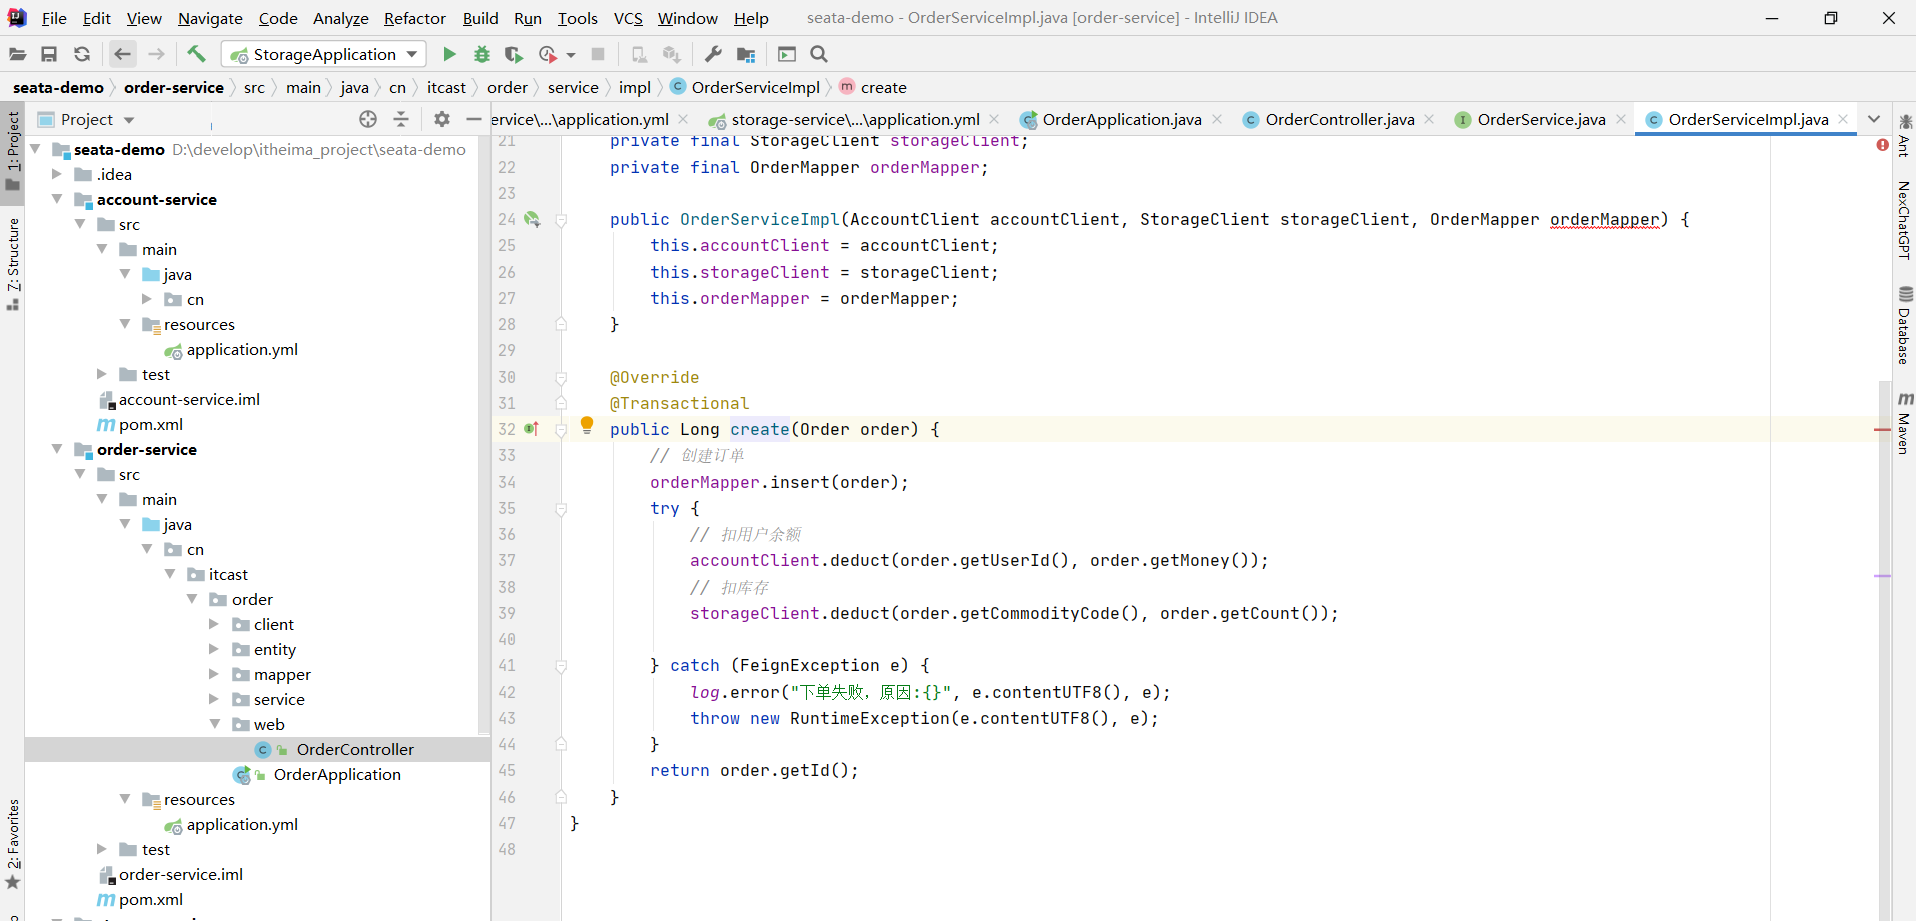 File Edit View Navigate Code Analyze Refactor Build Run Tools VCS Window Help seata-demo - OrderServiceImpl.java [order-service] - IntelliJ IDEA
StorageApplication
seata-demo order-service src main java cn itcast order service impl OrderServiceImpl create
Project
ervice\...\application.yml storage-service\...\application.yml OrderApplication.java OrderController.java OrderService.java OrderServiceImpl.java
1: Project
7: Structure
2: Favorites
seata-demo D:\develop\itheima_project\seata-demo
.idea
account-service
src
main
java
cn
resources
application.yml
test
account-service.iml
pom.xml
order-service
src
main
java
cn
itcast
order
client
entity
mapper
service
web
OrderController
OrderApplication
resources
application.yml
test
order-service.iml
pom.xml
21 private final StorageClient storageClient;
22 private final OrderMapper orderMapper;
23
24 public OrderServiceImpl(AccountClient accountClient, StorageClient storageClient, OrderMapper orderMapper) {
25 this.accountClient = accountClient;
26 this.storageClient = storageClient;
27 this.orderMapper = orderMapper;
28 }
29
30 @Override
31 @Transactional
32 public Long create(Order order) {
33 // 创建订单
34 orderMapper.insert(order);
35 try {
36 // 扣用户余额
37 accountClient.deduct(order.getUserId(), order.getMoney());
38 // 扣库存
39 storageClient.deduct(order.getCommodityCode(), order.getCount());
40
41 } catch (FeignException e) {
42 log.error("下单失败，原因:{}", e.contentUTF8(), e);
43 throw new RuntimeException(e.contentUTF8(), e);
44 }
45 return order.getId();
46 }
47 }
48
Ant
NexChatGPT
Database
Maven